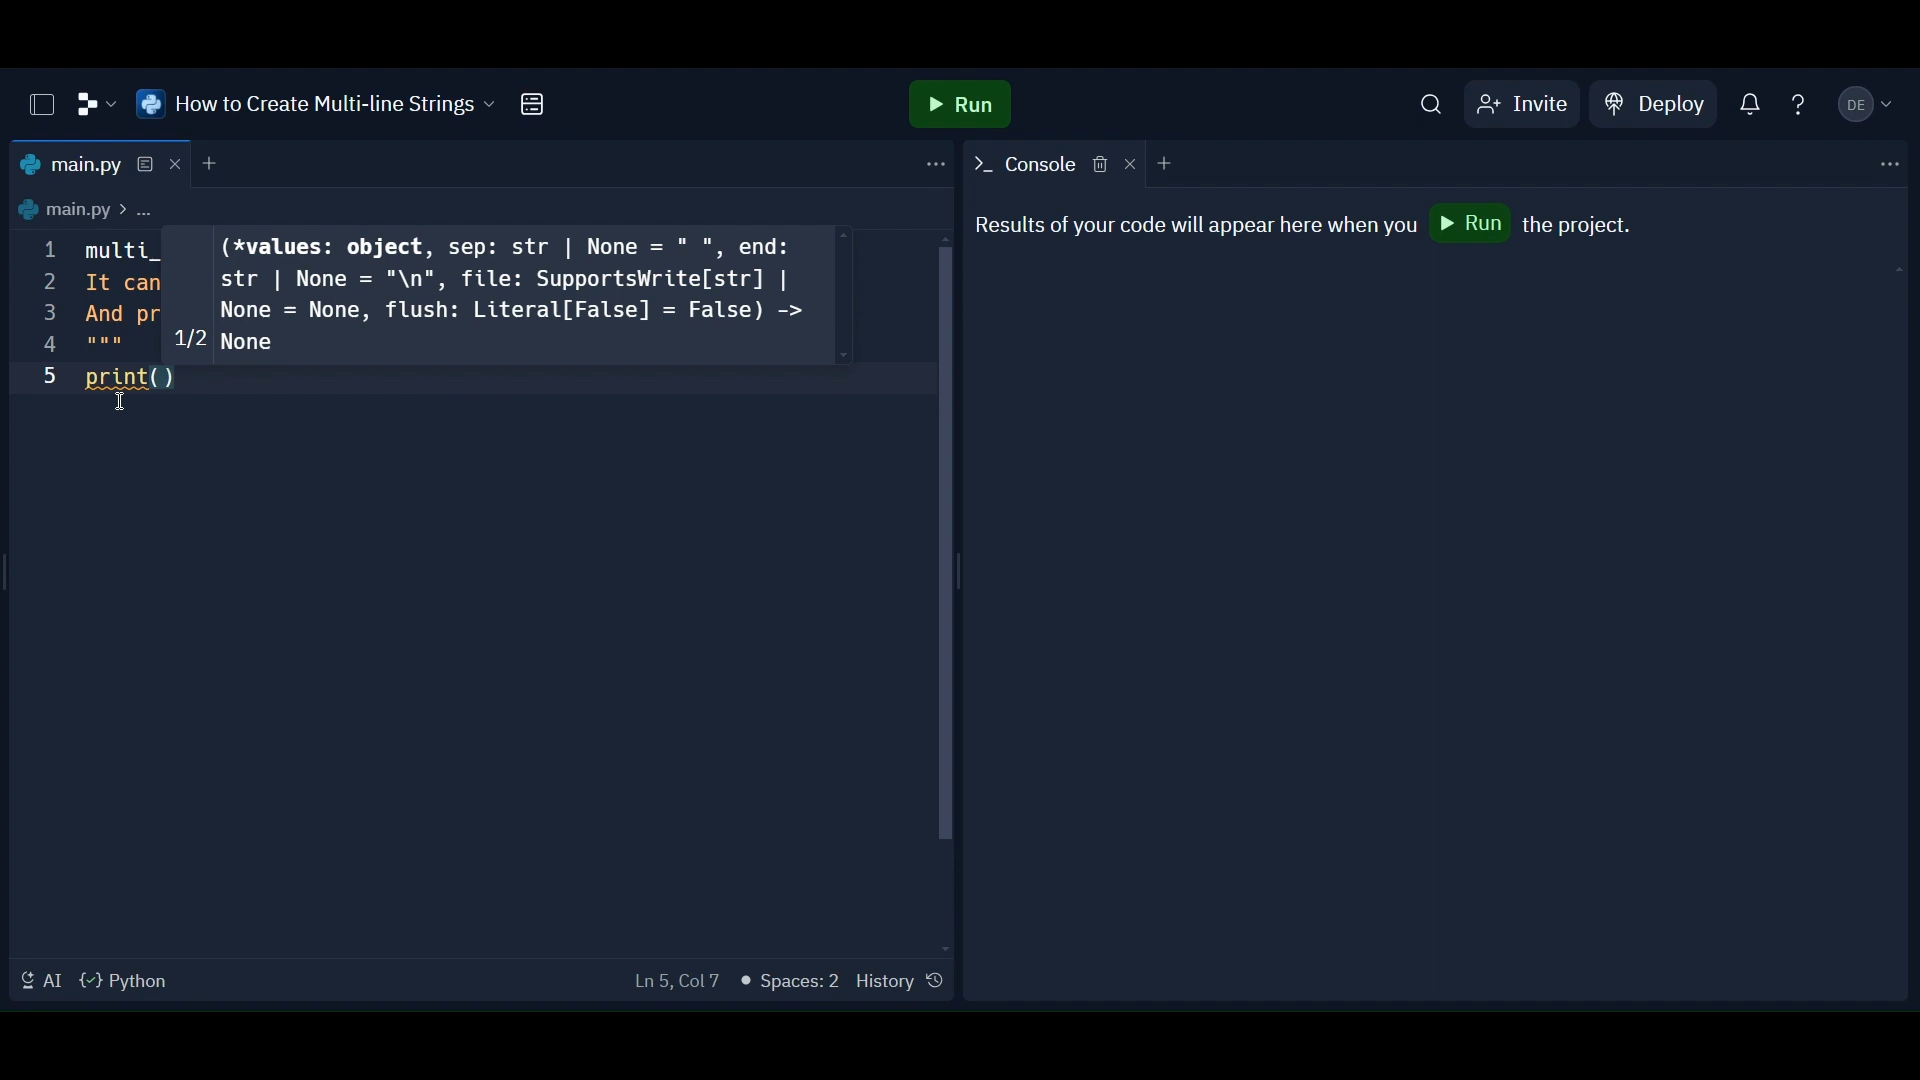 How to Create Multi-line Strings
Run
Invite
Deploy
?
DE
main.py
Console
main.py > ...
Results of your code will appear here when you Run the project.
1 multi_
2 It can
3 And pr
4 """
5 print()
(*values: object, sep: str | None = " ", end:
str | None = "\n", file: SupportsWrite[str] |
None = None, flush: Literal[False] = False) ->
1/2 None
AI Python Ln 5, Col 7 Spaces: 2 History